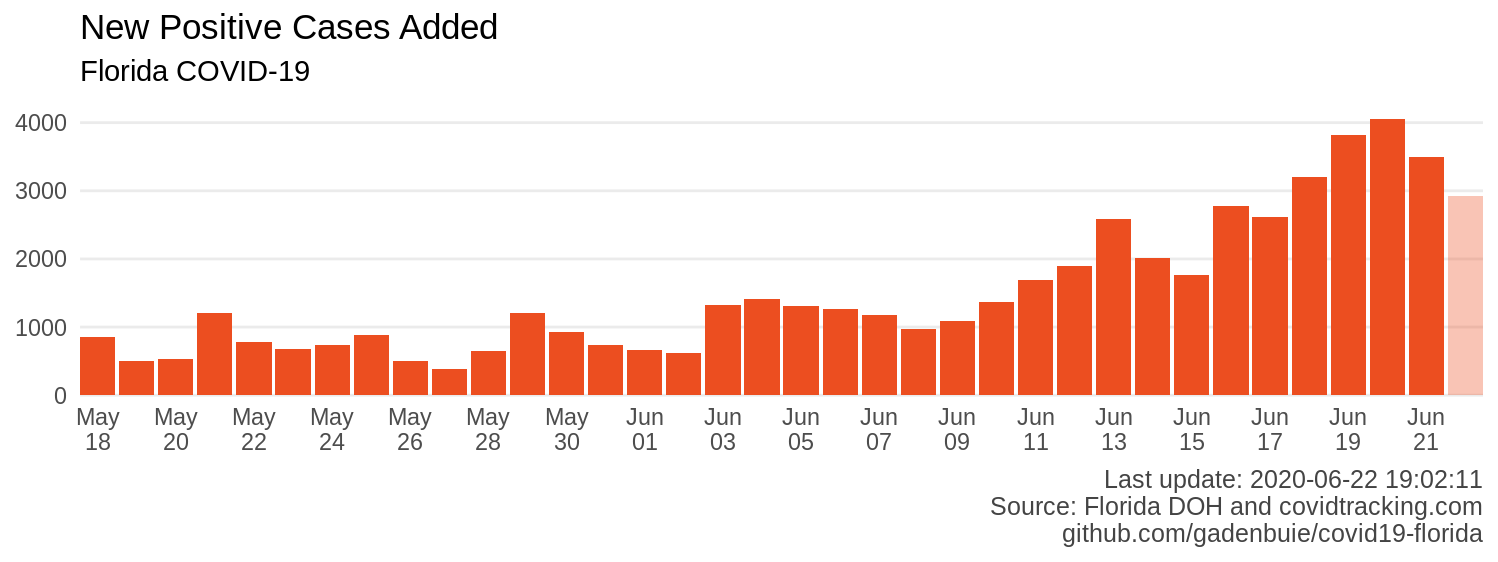 New Positive Cases Added
Florida COVID-19
4000
3000
2000
1000
0
May May May May May May May Jun Jun Jun Jun Jun Jun Jun Jun Jun Jun Jun
18 20 22 24 26 28 30 01 03 05 07 09 11 13 15 17 19 21
Last update: 2020-06-22 19:02:11
Source: Florida DOH and covidtracking.com
github.com/gadenbuie/covid19-florida